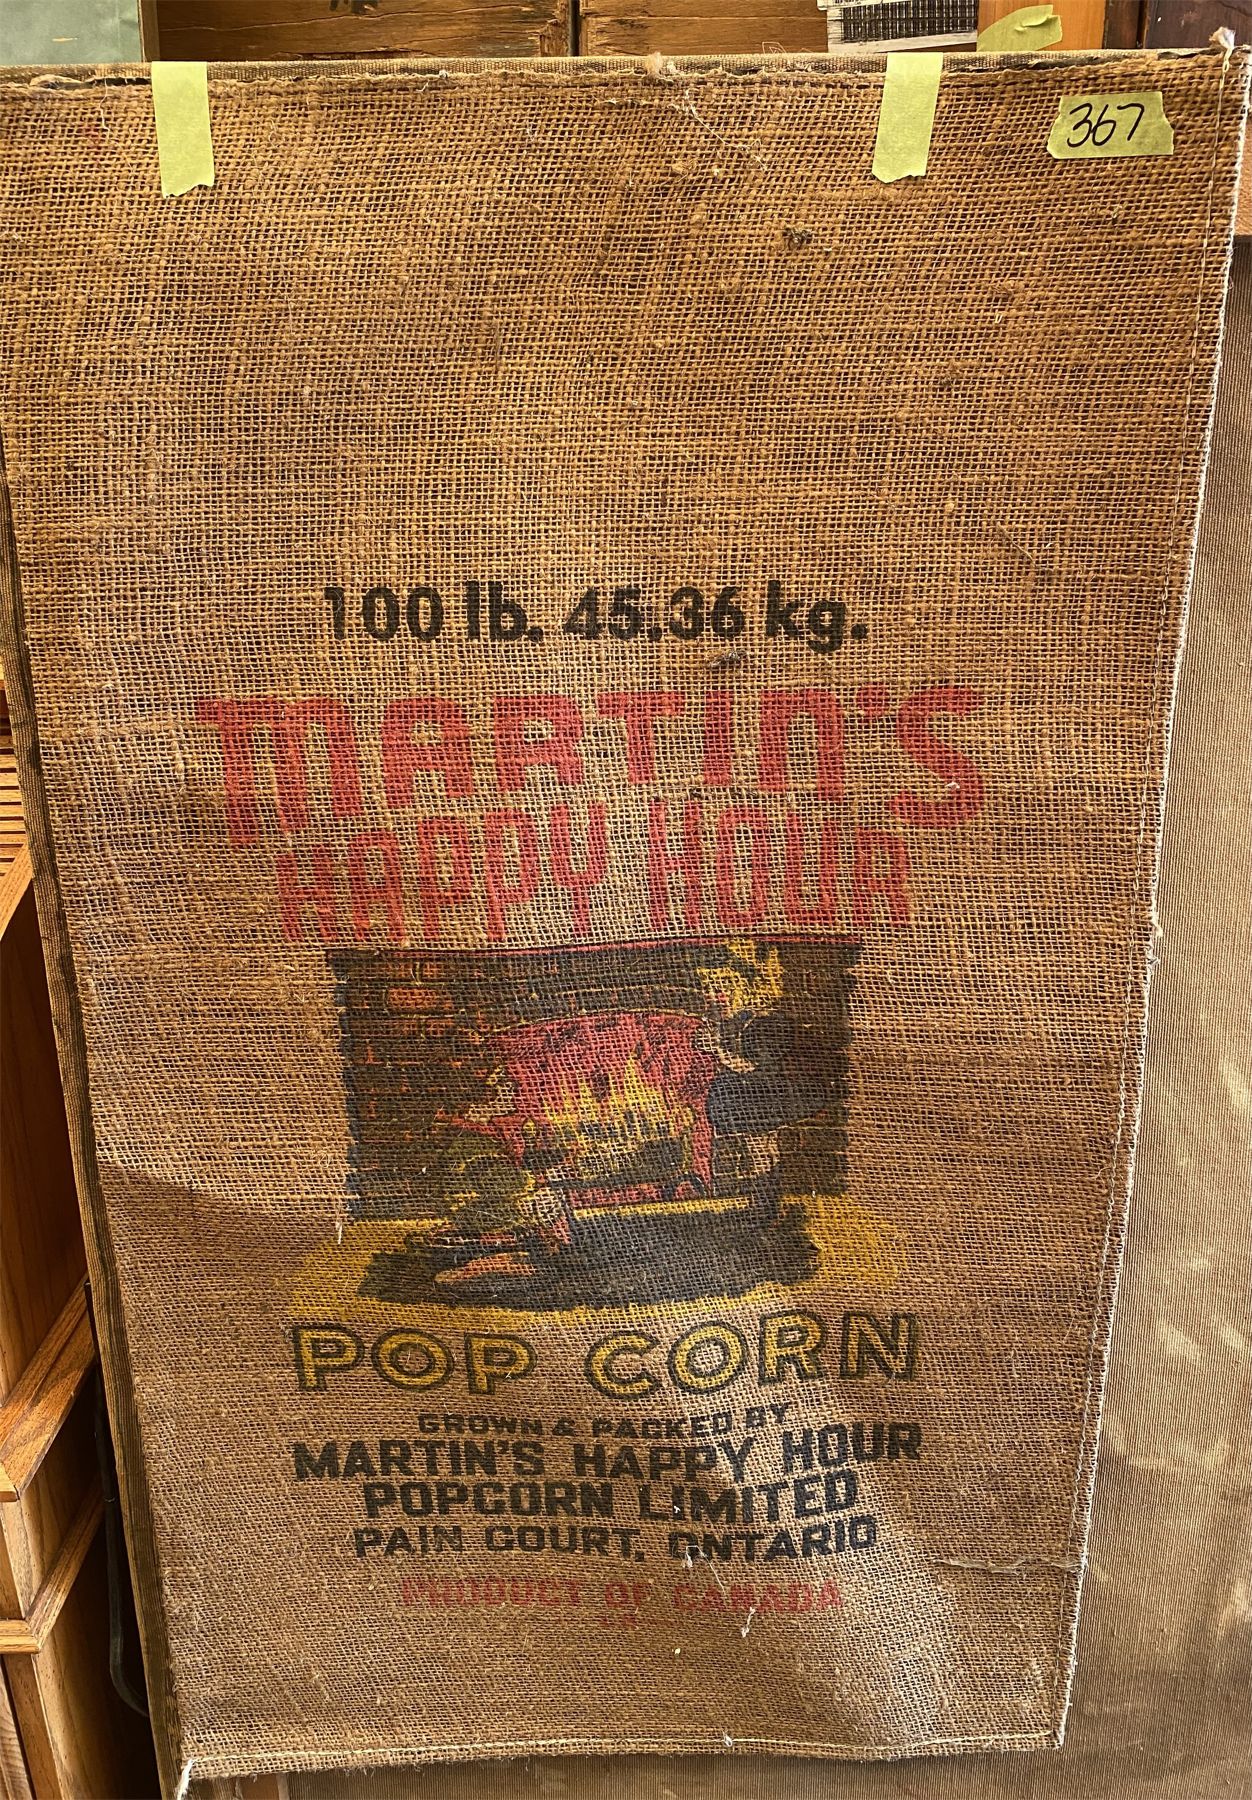 367
100 lb. 45.36 kg.
MARTIN'S
HAPPY HOUR
POP CORN
GROWN & PACKED BY
MARTIN'S HAPPY HOUR
POPCORN LIMITED
PAIN COURT, ONTARIO
PRODUCT OF CANADA